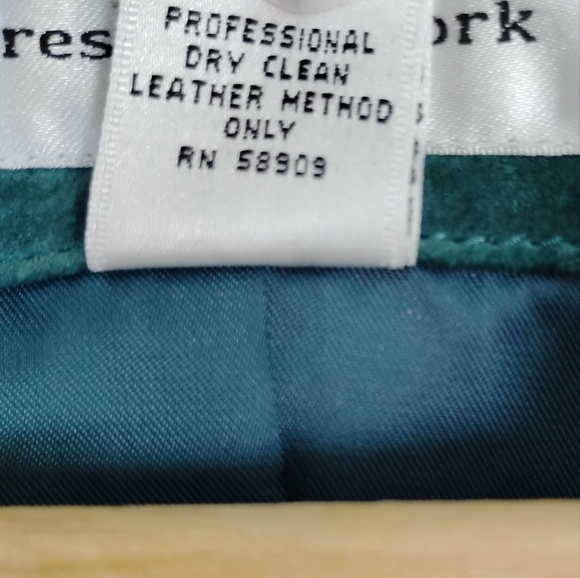 res
ork
PROFESSIONAL
DRY CLEAN
LEATHER METHOD
ONLY
RN 58909